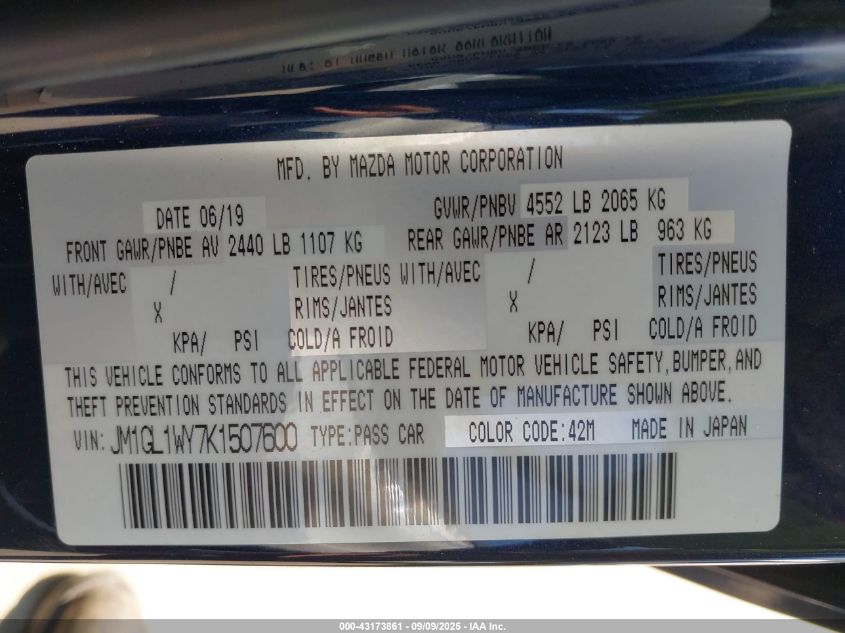 MFD. BY MAZDA MOTOR CORPORATION
DATE 06/19 GVWR/PNBV 4552 LB 2065 KG
FRONT GAWR/PNBE AV 2440 LB 1107 KG REAR GAWR/PNBE AR 2123 LB 963 KG
WITH/AVEC / TIRES/PNEUS WITH/AVEC / TIRES/PNEUS
X RIMS/JANTES X RIMS/JANTES
KPA/ PSI COLD/A FROID KPA/ PSI COLD/A FROID
THIS VEHICLE CONFORMS TO ALL APPLICABLE FEDERAL MOTOR VEHICLE SAFETY,BUMPER,AND
THEFT PREVENTION STANDARDS IN EFFECT ON THE DATE OF MANUFACTURE SHOWN ABOVE.
VIN: JM1GL1WY7K1507600 TYPE:PASS CAR COLOR CODE:42M MADE IN JAPAN
000-43173861 - 09/09/2025 - IAA Inc.